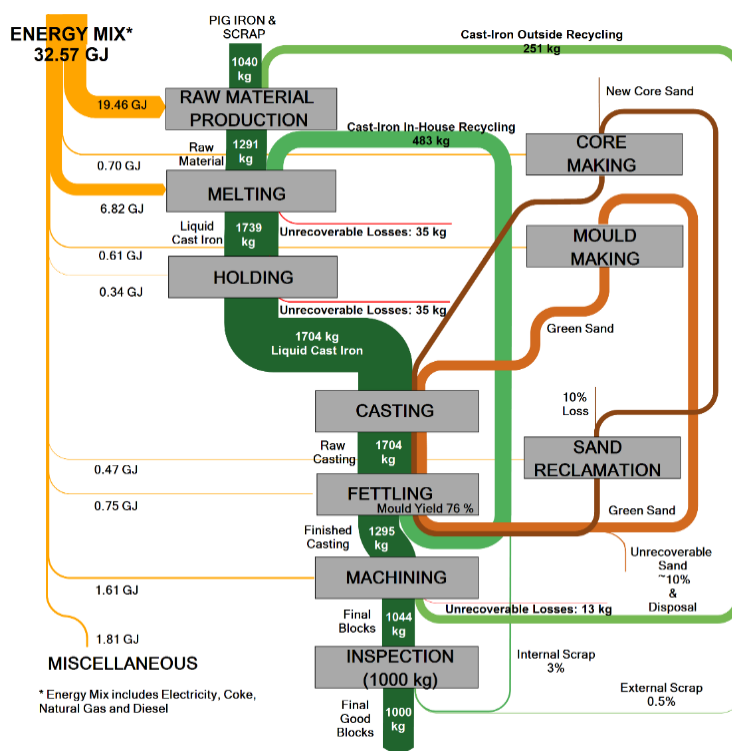 PIG IRON &
SCRAP
ENERGY MIX*
32.57 GJ
Cast-Iron Outside Recycling
251 kg
1040
kg
19.46 GJ
RAW MATERIAL
PRODUCTION
New Core Sand
Cast-Iron In-House Recycling
483 kg
Raw
Material
1291
kg
0.70 GJ
CORE
MAKING
MELTING
6.82 GJ
Liquid
Cast Iron
1739
kg
Unrecoverable Losses: 35 kg
MOULD
MAKING
0.61 GJ
HOLDING
0.34 GJ
Unrecoverable Losses: 35 kg
Green Sand
1704 kg
Liquid Cast Iron
CASTING
10%
Loss
Raw
Casting
1704
kg
SAND
RECLAMATION
0.47 GJ
FETTLING
Mould Yield 76 %
0.75 GJ
Green Sand
Finished
Casting
1295
kg
Unrecoverable
Sand
~10%
&
Disposal
MACHINING
1.61 GJ
Unrecoverable Losses: 13 kg
Final
Blocks
1044
kg
1.81 GJ
MISCELLANEOUS
INSPECTION
(1000 kg)
Internal Scrap
3%
* Energy Mix includes Electricity, Coke,
Natural Gas and Diesel
External Scrap
0.5%
Final
Good
Blocks
1000
kg